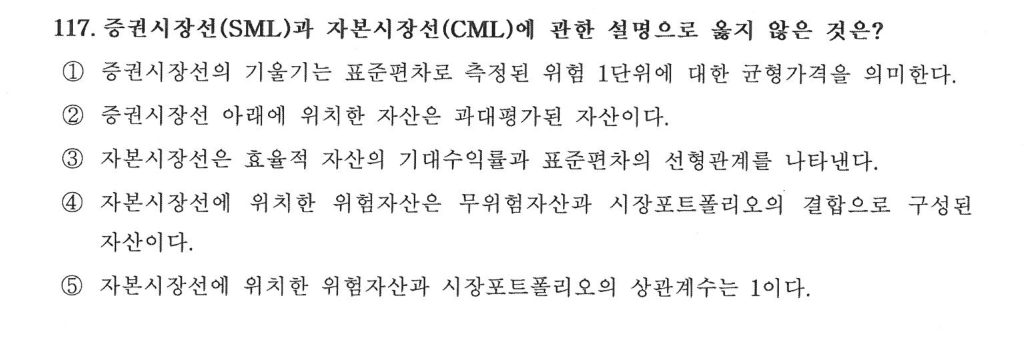 117. 증권시장선(SML)과 자본시장선(CML)에 관한 설명으로 옳지 않은 것은?
① 증권시장선의 기울기는 표준편차로 측정된 위험 1단위에 대한 균형가격을 의미한다.
② 증권시장선 아래에 위치한 자산은 과대평가된 자산이다.
③ 자본시장선은 효율적 자산의 기대수익률과 표준편차의 선형관계를 나타낸다.
④ 자본시장선에 위치한 위험자산은 무위험자산과 시장포트폴리오의 결합으로 구성된
자산이다.
⑤ 자본시장선에 위치한 위험자산과 시장포트폴리오의 상관계수는 1이다.